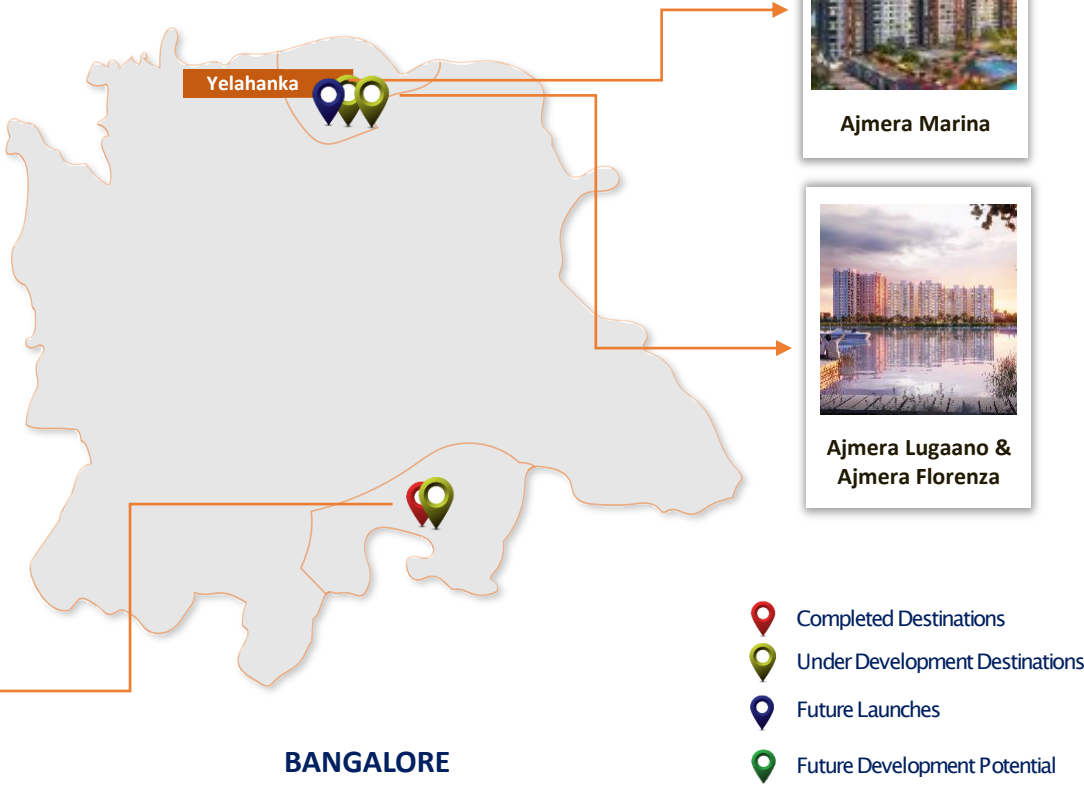 Yelahanka
Ajmera Marina
Ajmera Lugaano &
Ajmera Florenza
Completed Destinations
Under Development Destinations
Future Launches
Future Development Potential
BANGALORE